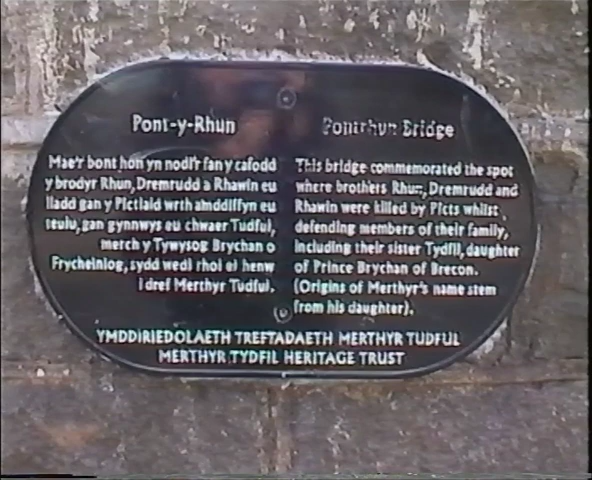 Pont-y-Rhun
Mae'r bont hon yn nodi'r fan y cafodd
y brodyr Rhun, Dremrudd a Rhawin eu
lladd gan y Pictiaid wrth amddiffyn eu
teulu, gan gynnwys eu chwaer Tudful,
merch y Tywysog Brychan o
Frycheiniog, sydd wedi rhoi ei henw
i dref Merthyr Tudful.
Pontrhun Bridge
This bridge commemorated the spot
where brothers Rhun, Dremrudd and
Rhawin were killed by Picts whilst
defending members of their family,
including their sister Tydfil, daughter
of Prince Brychan of Brecon.
(Origins of Merthyr's name stem
from his daughter).
YMDDIRIEDOLAETH TREFTADAETH MERTHYR TUDFUL
MERTHYR TYDFIL HERITAGE TRUST